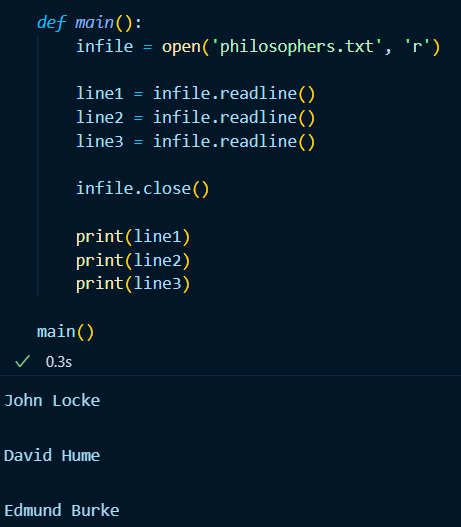 def main():
    infile = open('philosophers.txt', 'r')
    line1 = infile.readline()
    line2 = infile.readline()
    line3 = infile.readline()
    infile.close()
    print(line1)
    print(line2)
    print(line3)
main()
✓ 0.3s
John Locke
David Hume
Edmund Burke